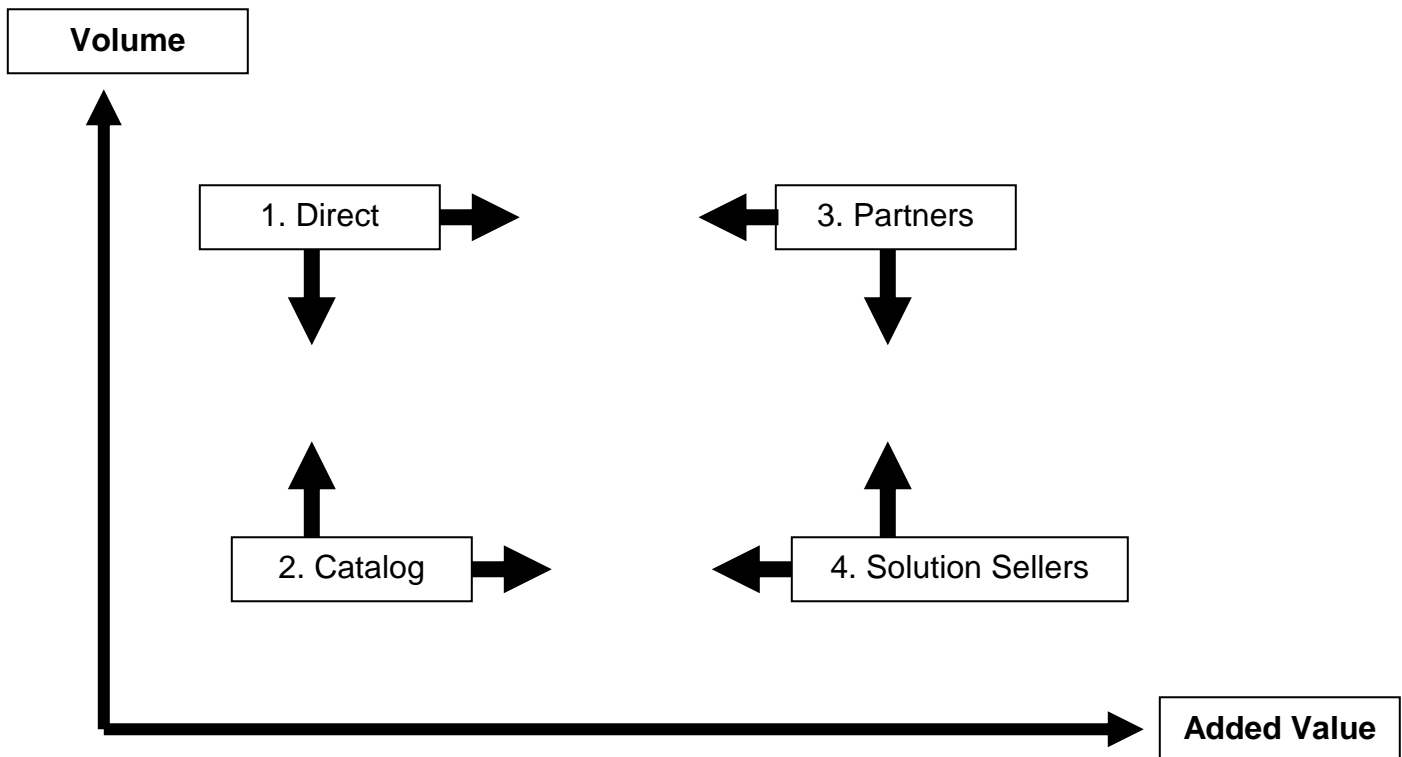 Volume
1. Direct
3. Partners
2. Catalog
4. Solution Sellers
Added Value